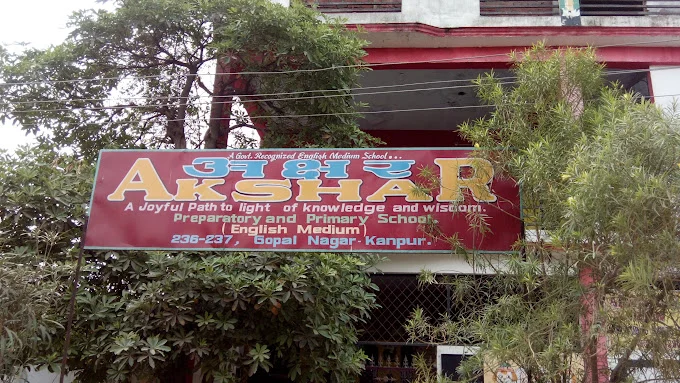 A Govt. Recognized English Medium School...
अक्षर
AKSHAR
A Joyful Path to light of knowledge and wisdom.
Preparatory and Primary School.
(English Medium)
236-237, Gopal Nagar-Kanpur.